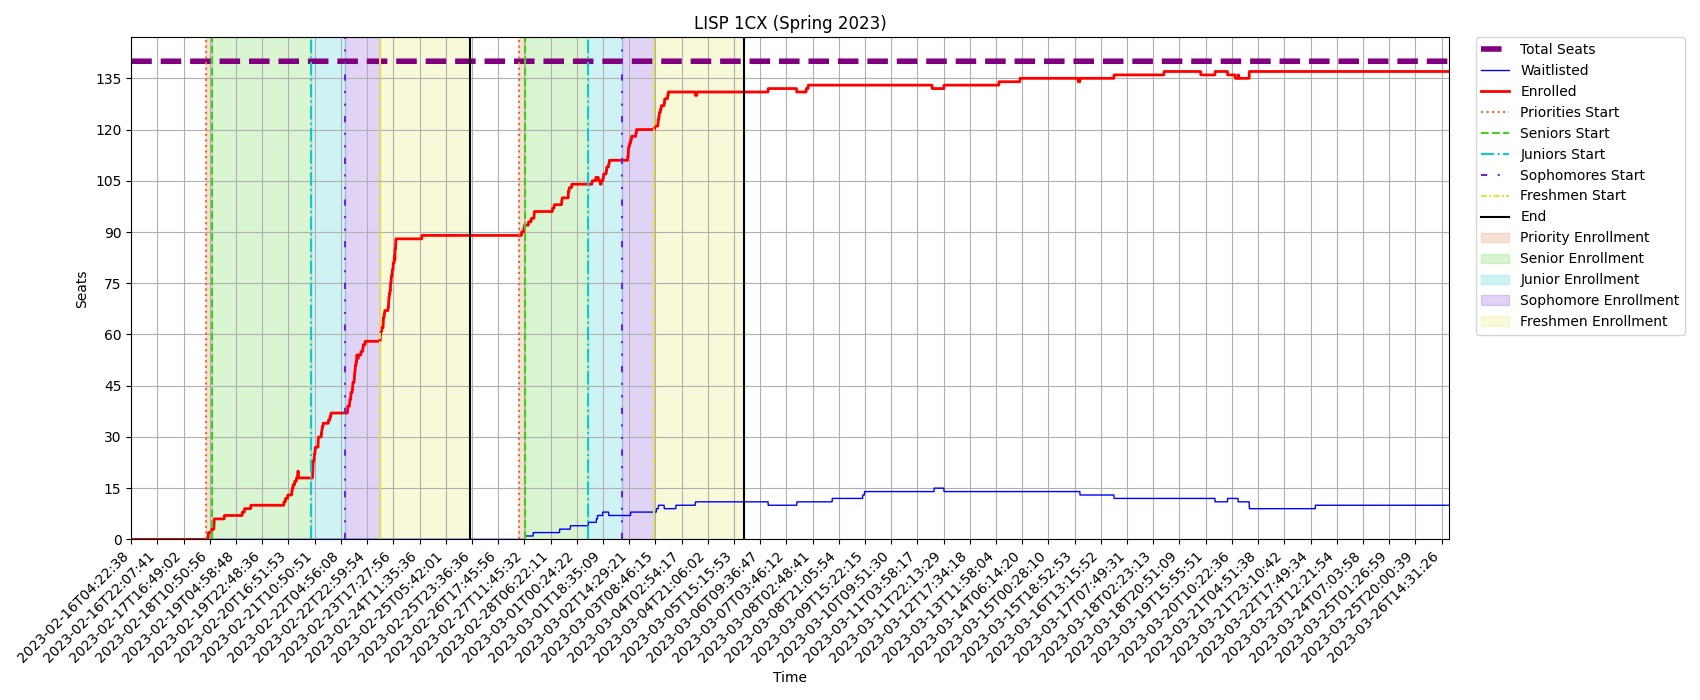 LISP 1CX (Spring 2023)
Total Seats
Waitlisted
Enrolled
Priorities Start
Seniors Start
Juniors Start
Sophomores Start
Freshmen Start
End
Priority Enrollment
Senior Enrollment
Junior Enrollment
Sophomore Enrollment
Freshmen Enrollment
Seats
135
120
105
90
75
60
45
30
15
0
2023-02-16T04:22:38
2023-02-16T22:07:41
2023-02-17T16:49:02
2023-02-18T10:50:56
2023-02-19T04:58:48
2023-02-19T22:48:36
2023-02-20T16:51:53
2023-02-21T10:50:51
2023-02-22T04:56:08
2023-02-22T22:59:54
2023-02-23T17:27:56
2023-02-24T11:35:36
2023-02-25T05:42:01
2023-02-25T23:36:36
2023-02-26T17:45:56
2023-02-27T11:45:32
2023-02-28T06:22:11
2023-03-01T00:24:22
2023-03-01T18:35:09
2023-03-02T14:29:21
2023-03-03T08:46:15
2023-03-04T02:54:17
2023-03-04T21:06:02
2023-03-05T15:15:53
2023-03-06T09:36:47
2023-03-07T03:46:12
2023-03-08T02:48:41
2023-03-08T21:05:54
2023-03-09T15:22:15
2023-03-10T09:51:30
2023-03-11T03:58:17
2023-03-11T22:13:29
2023-03-12T17:34:18
2023-03-13T11:58:04
2023-03-14T06:14:20
2023-03-15T00:28:10
2023-03-15T18:52:53
2023-03-16T13:15:52
2023-03-17T07:49:31
2023-03-18T02:23:13
2023-03-18T20:51:09
2023-03-19T15:55:51
2023-03-20T10:22:36
2023-03-21T04:51:38
2023-03-21T23:10:42
2023-03-22T17:49:34
2023-03-23T12:21:54
2023-03-24T07:03:58
2023-03-25T01:26:59
2023-03-25T20:00:39
2023-03-26T14:31:26
Time